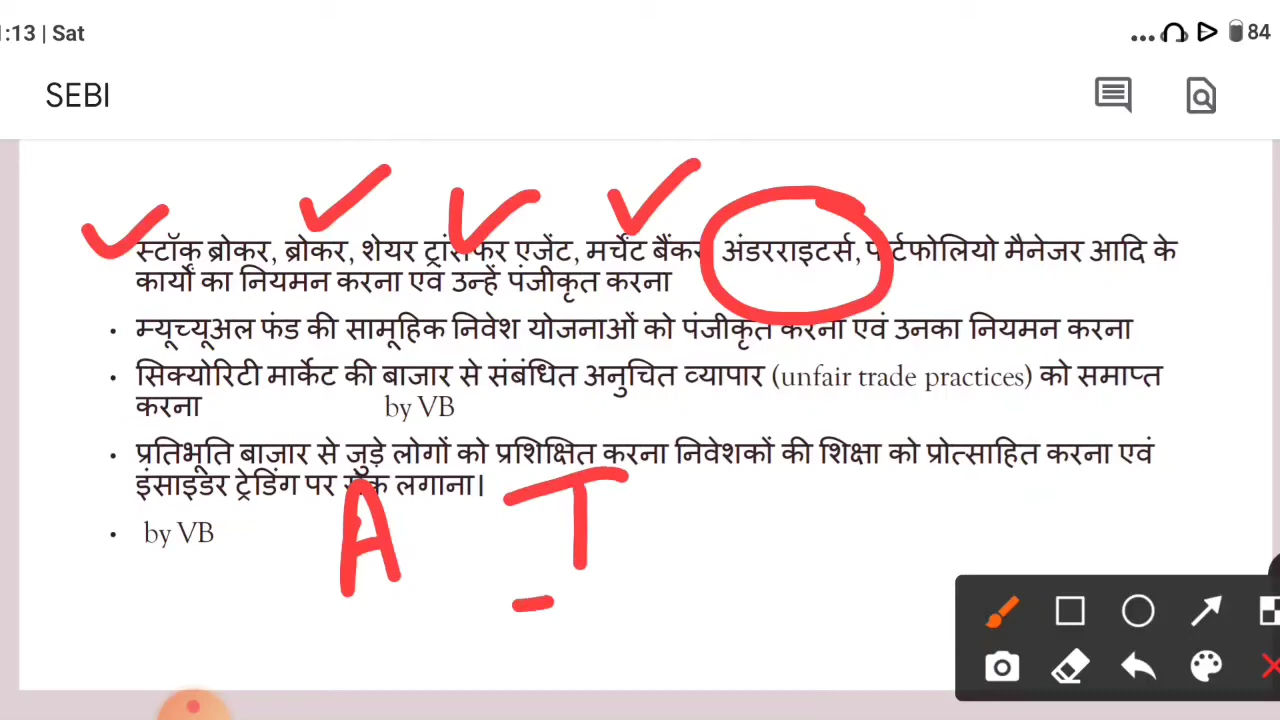 1:13 | Sat
84
SEBI
स्टॉक ब्रोकर, ब्रोकर, शेयर ट्रांसफर एजेंट, मर्चेंट बैंकर अंडरराइटर्स, पोर्टफोलियो मैनेजर आदि के
कार्यों का नियमन करना एवं उन्हें पंजीकृत करना
• म्यूच्यूअल फंड की सामूहिक निवेश योजनाओं को पंजीकृत करना एवं उनका नियमन करना
• सिक्योरिटी मार्केट की बाजार से संबंधित अनुचित व्यापार (unfair trade practices) को समाप्त
करना by VB
• प्रतिभूति बाजार से जुड़े लोगों को प्रशिक्षित करना निवेशकों की शिक्षा को प्रोत्साहित करना एवं
इंसाइडर ट्रेडिंग पर रोक लगाना।
• by VB
A T